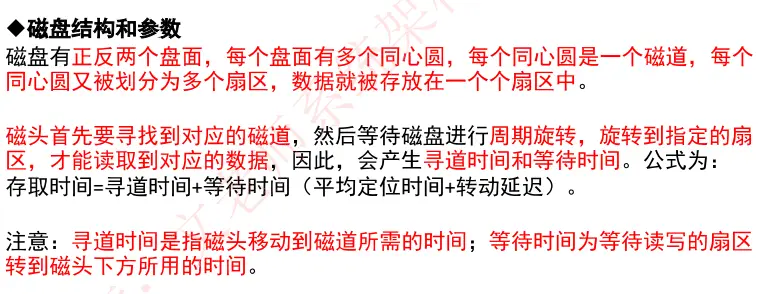 ◆磁盘结构和参数
磁盘有正反两个盘面，每个盘面有多个同心圆，每个同心圆是一个磁道，每个
同心圆又被划分为多个扇区，数据就被存放在一个个扇区中。
磁头首先要寻找到对应的磁道，然后等待磁盘进行周期旋转，旋转到指定的扇
区，才能读取到对应的数据，因此，会产生寻道时间和等待时间。公式为：
存取时间=寻道时间+等待时间（平均定位时间+转动延迟）。
注意：寻道时间是指磁头移动到磁道所需的时间；等待时间为等待读写的扇区
转到磁头下方所用的时间。